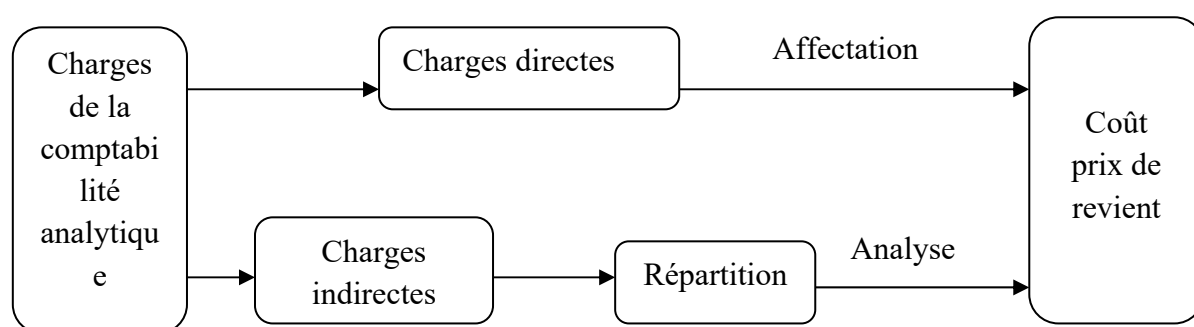 Charges
de la
comptabi
lité
analytiqu
e
Charges directes
Affectation
Charges
indirectes
Répartition
Analyse
Coût
prix de
revient